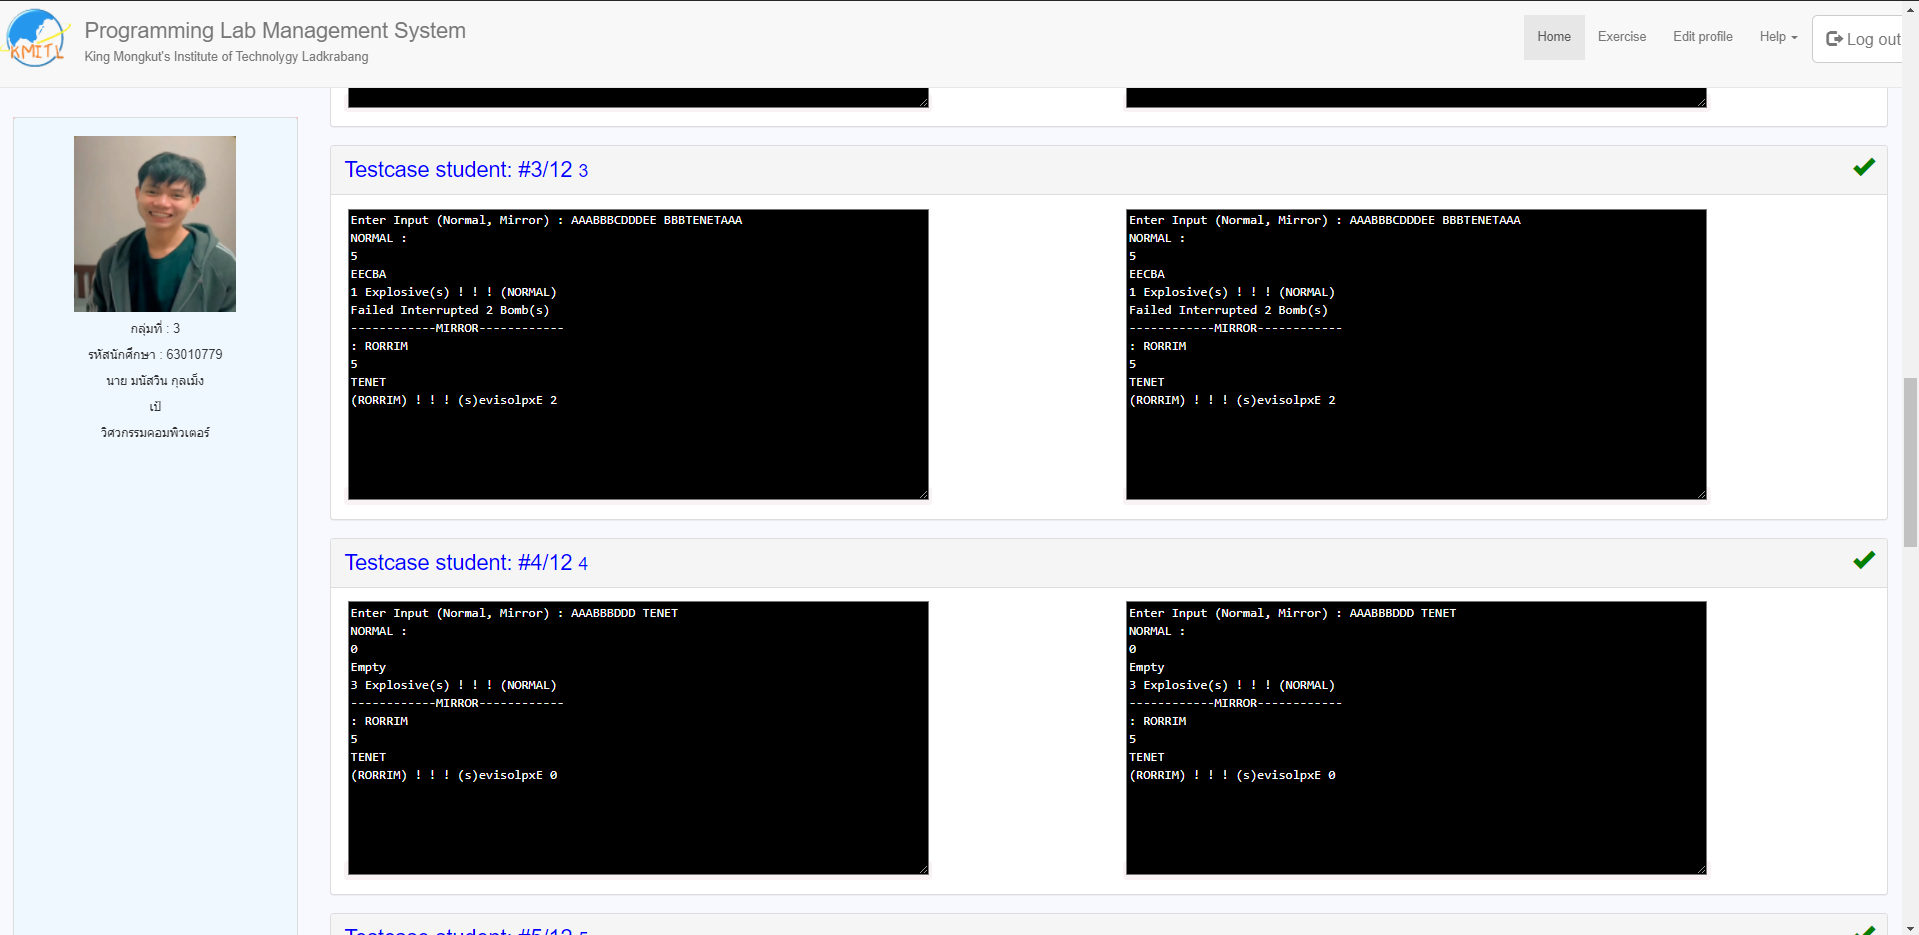 KMITL
Programming Lab Management System
King Mongkut's Institute of Technolygy Ladkrabang
Home
Exercise
Edit profile
Help
Log out
กลุ่มที่ : 3
รหัสนักศึกษา : 63010779
นาย มนัสวิน กุลเม็ง
เป้
วิศวกรรมคอมพิวเตอร์
Testcase student: #3/12 3
Enter Input (Normal, Mirror) : AAABBBCDDDEE BBBTENETAAA
NORMAL :
5
EECBA
1 Explosive(s) ! ! ! (NORMAL)
Failed Interrupted 2 Bomb(s)
------------MIRROR------------
: RORRIM
5
TENET
(RORRIM) ! ! ! (s)evisolpxE 2
Enter Input (Normal, Mirror) : AAABBBCDDDEE BBBTENETAAA
NORMAL :
5
EECBA
1 Explosive(s) ! ! ! (NORMAL)
Failed Interrupted 2 Bomb(s)
------------MIRROR------------
: RORRIM
5
TENET
(RORRIM) ! ! ! (s)evisolpxE 2
Testcase student: #4/12 4
Enter Input (Normal, Mirror) : AAABBBDDD TENET
NORMAL :
0
Empty
3 Explosive(s) ! ! ! (NORMAL)
------------MIRROR------------
: RORRIM
5
TENET
(RORRIM) ! ! ! (s)evisolpxE 0
Enter Input (Normal, Mirror) : AAABBBDDD TENET
NORMAL :
0
Empty
3 Explosive(s) ! ! ! (NORMAL)
------------MIRROR------------
: RORRIM
5
TENET
(RORRIM) ! ! ! (s)evisolpxE 0
Testcase student: #5/12 5